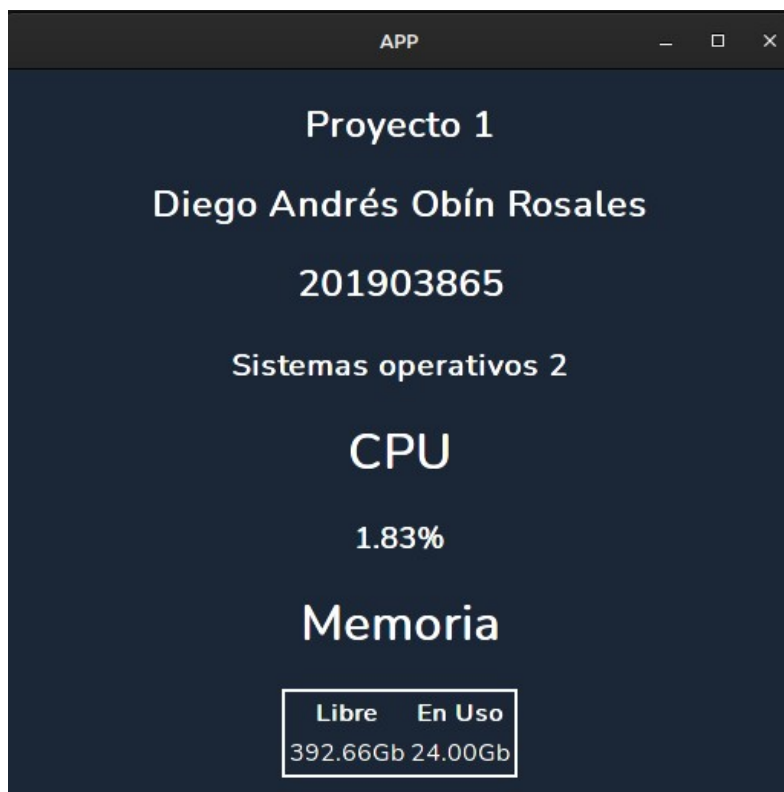 APP
Proyecto 1
Diego Andrés Obín Rosales
201903865
Sistemas operativos 2
CPU
1.83%
Memoria
Libre En Uso
392.66Gb 24.00Gb